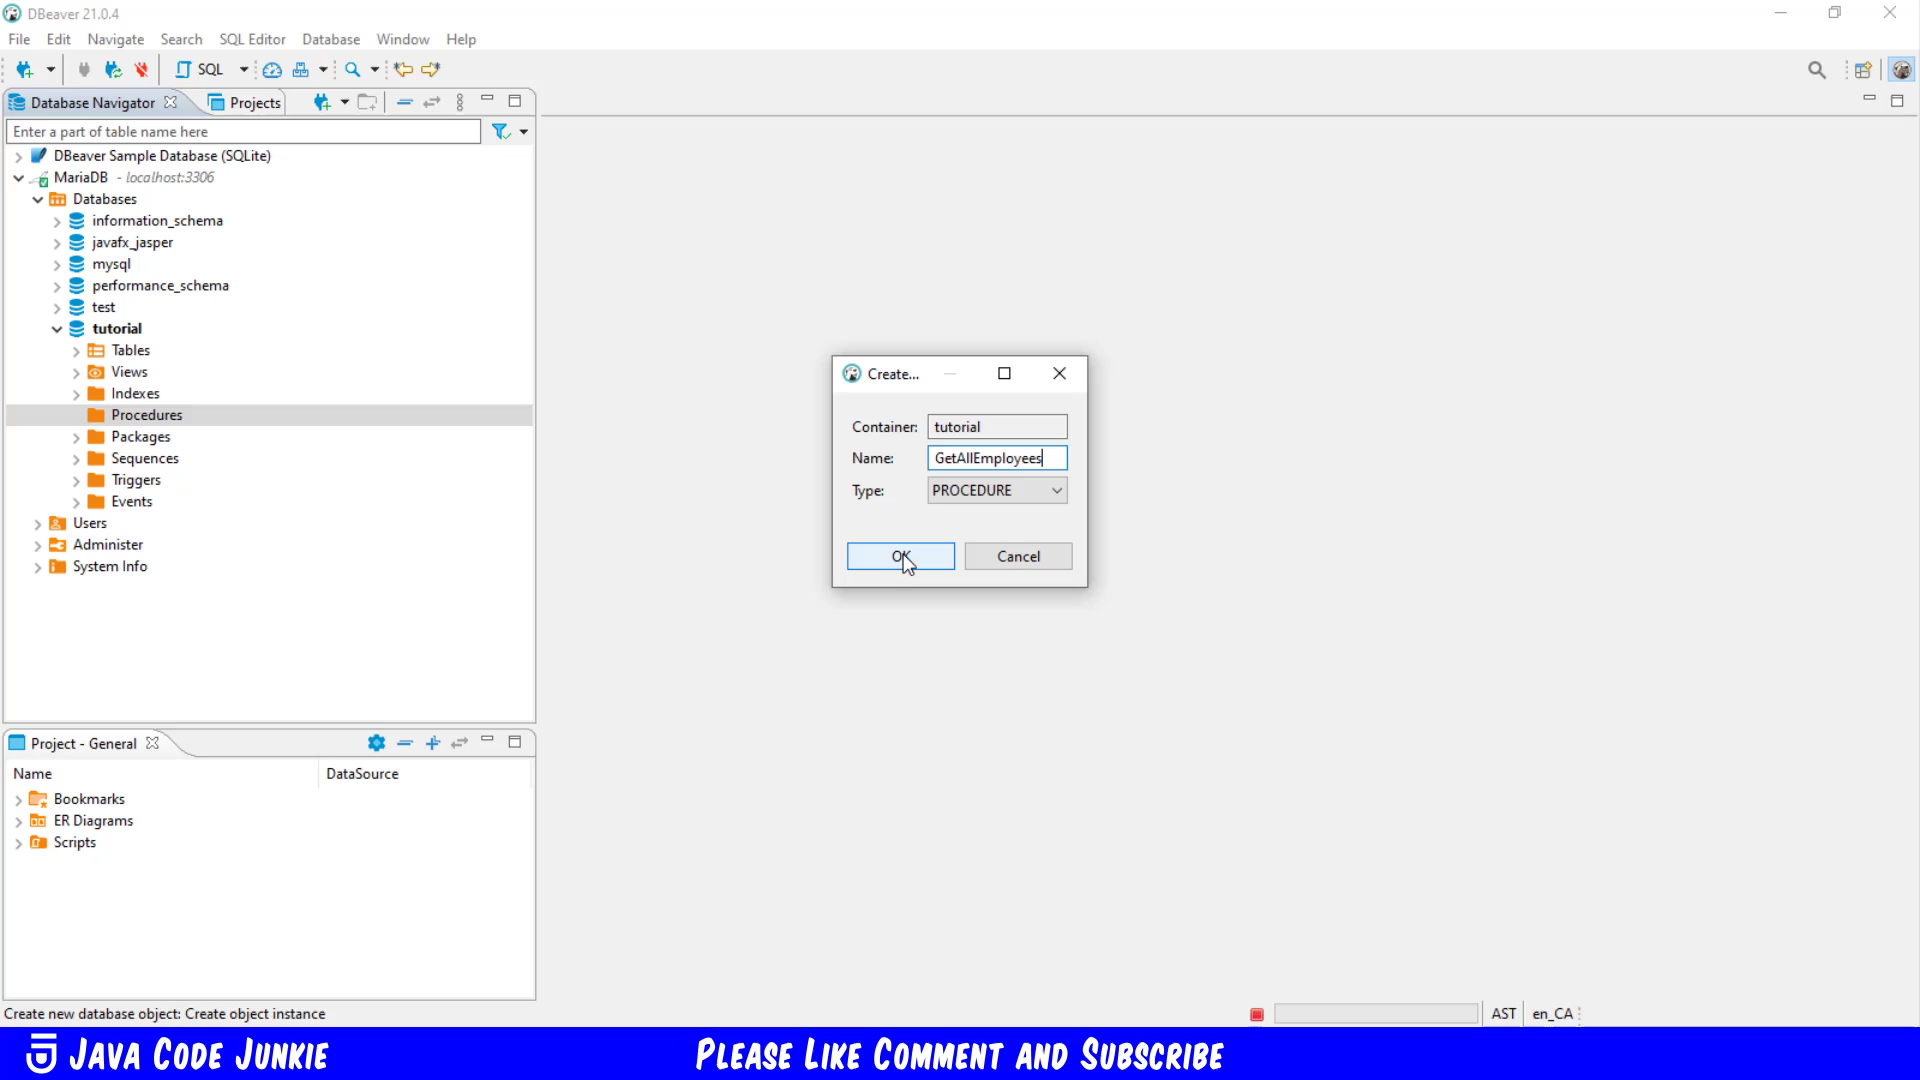 DBeaver 21.0.4
File Edit Navigate Search SQL Editor Database Window Help
SQL
Database Navigator Projects
Enter a part of table name here
DBeaver Sample Database (SQLite)
MariaDB - localhost:3306
Databases
information_schema
javafx_jasper
mysql
performance_schema
test
tutorial
Tables
Views
Indexes
Procedures
Packages
Sequences
Triggers
Events
Users
Administer
System Info
Create...
Container: tutorial
Name: GetAllEmployees
Type: PROCEDURE
OK Cancel
Project - General
Name DataSource
Bookmarks
ER Diagrams
Scripts
Create new database object: Create object instance
AST en_CA
JAVA CODE JUNKIE
PLEASE LIKE COMMENT AND SUBSCRIBE